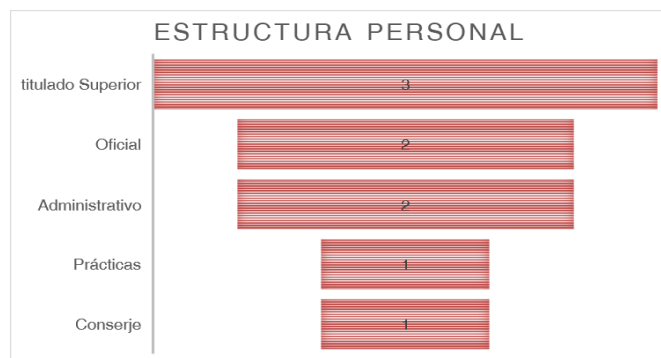 ESTRUCTURA PERSONAL
titulado Superior 3
Oficial 2
Administrativo 2
Prácticas 1
Conserje 1